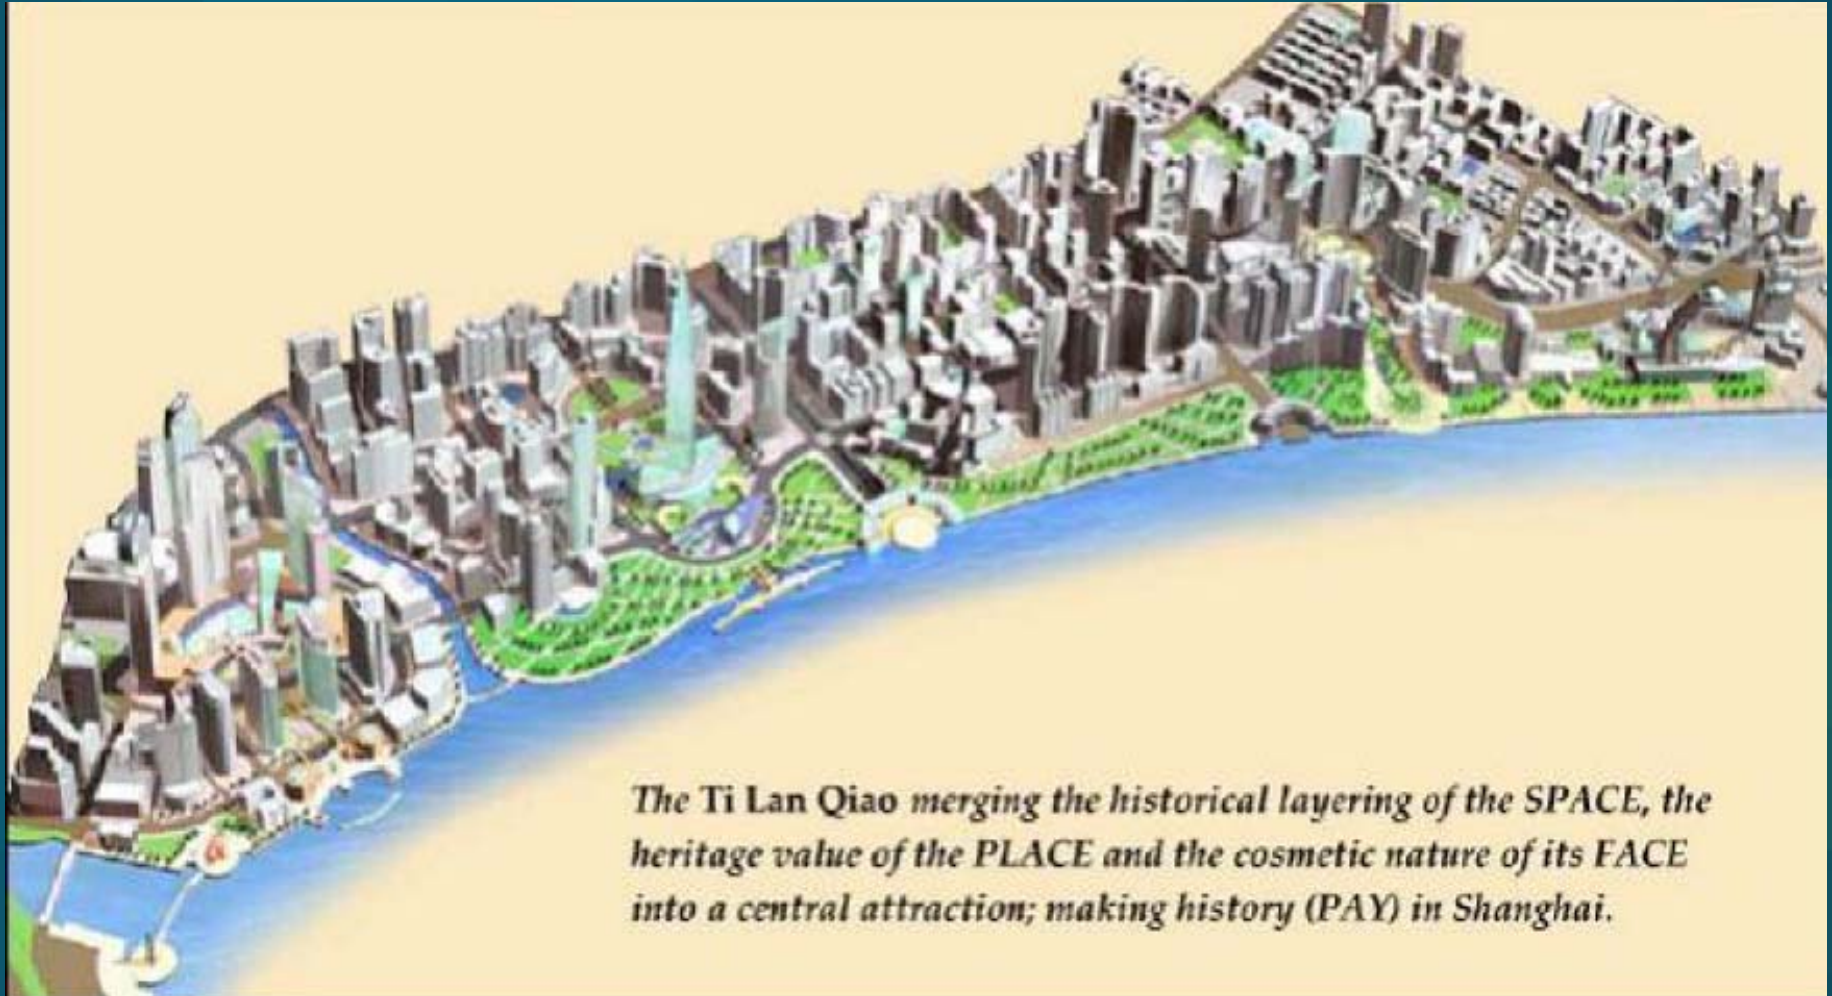 The Ti Lan Qiao merging the historical layering of the SPACE, the
heritage value of the PLACE and the cosmetic nature of its FACE
into a central attraction; making history (PAY) in Shanghai.